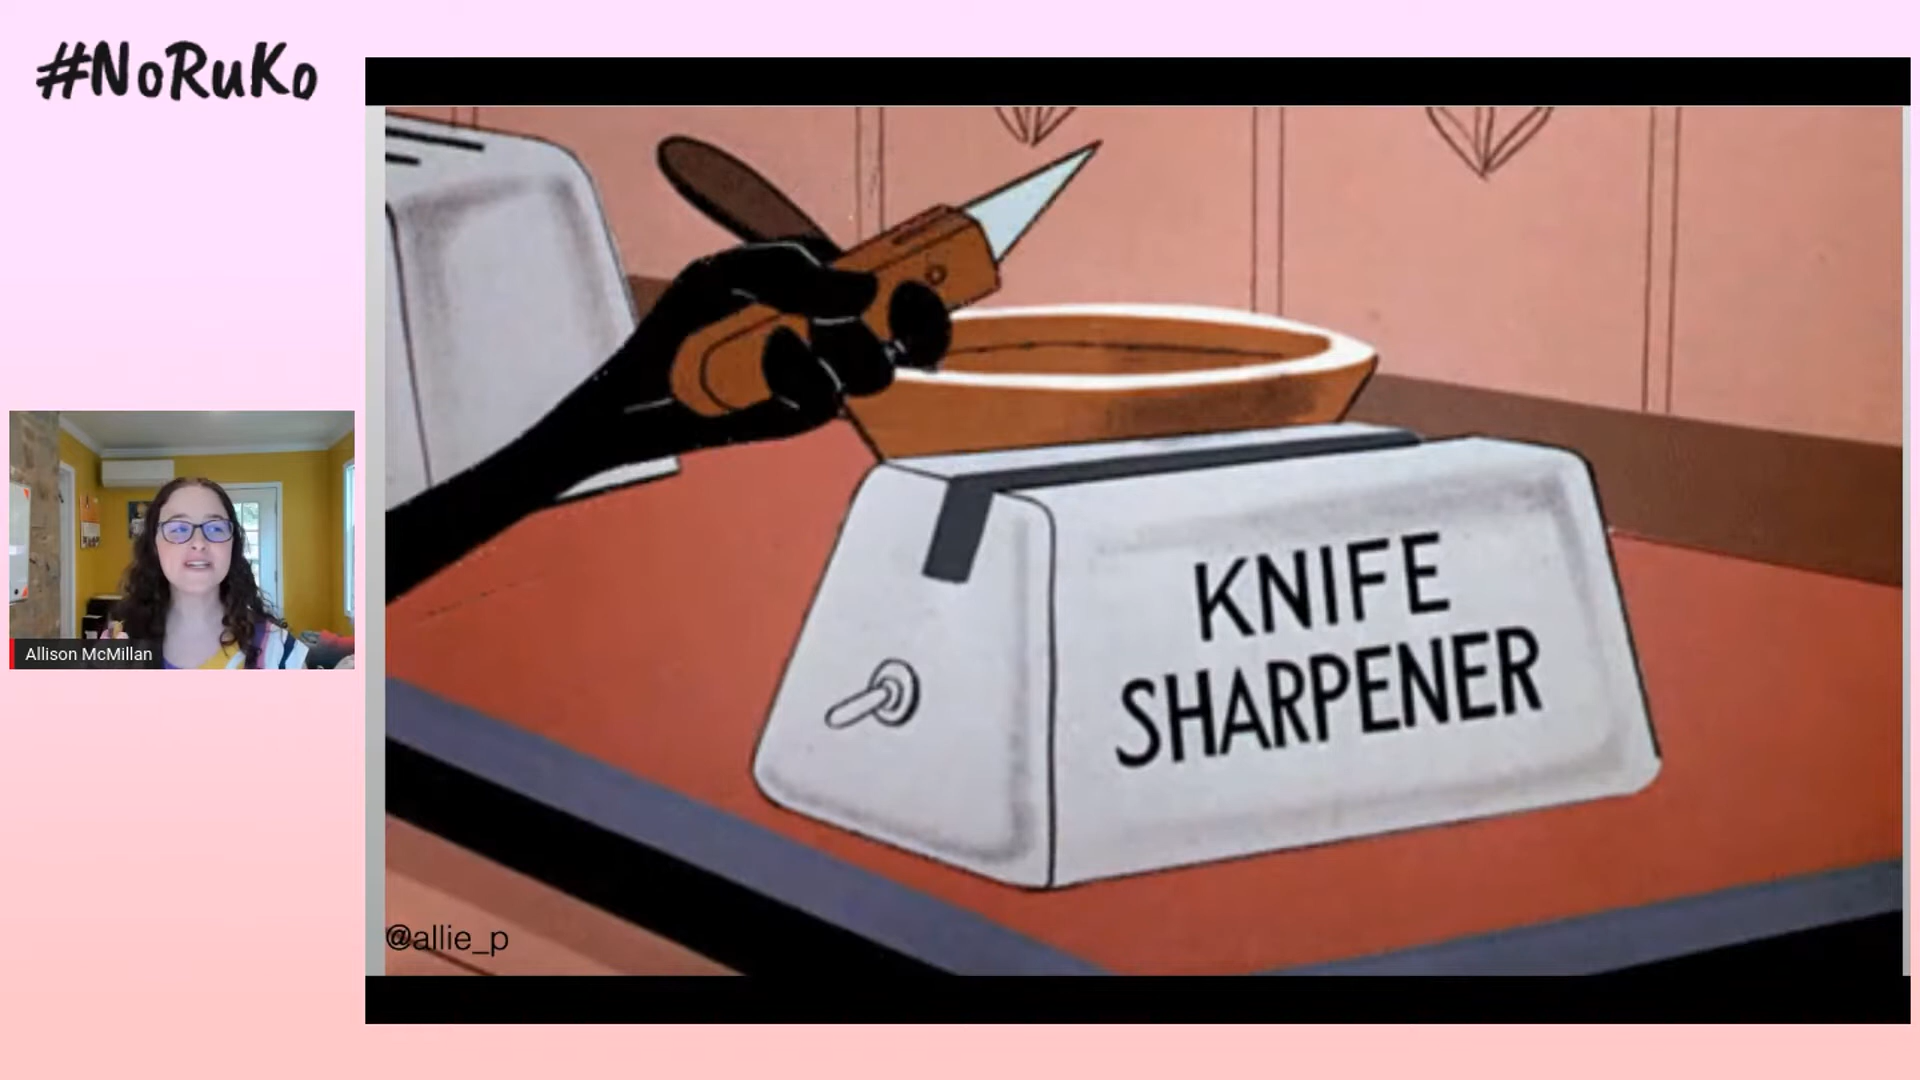 #NoRuKo
KNIFE
SHARPENER
Allison McMillan
@allie_p